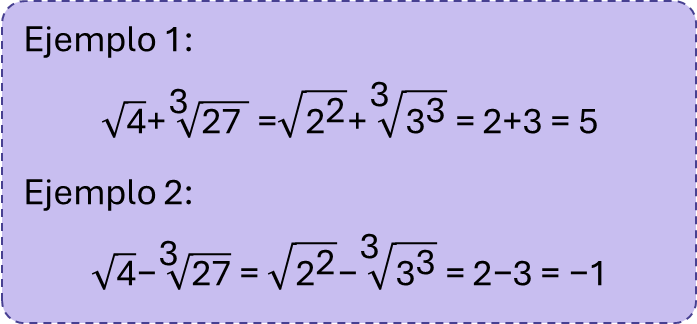 Ejemplo 1:
√4+∛27 =√2²+∛3³ = 2+3 = 5
Ejemplo 2:
√4−∛27 = √2²−∛3³ = 2−3 = −1